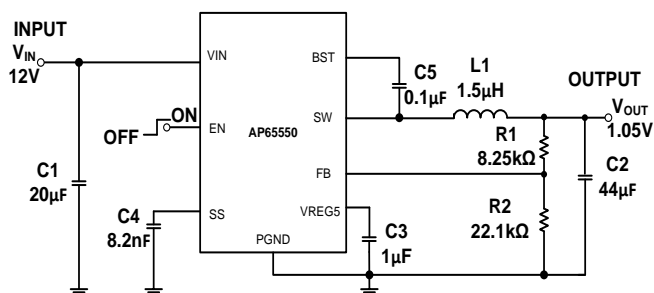 INPUT
VIN
12V
C1
20µF
OFF
ON
C4
8.2nF
VIN
EN
SS
AP65550
PGND
BST
SW
FB
VREG5
C5
0.1µF
C3
1µF
L1
1.5µH
R1
8.25kΩ
R2
22.1kΩ
OUTPUT
VOUT
1.05V
C2
44µF